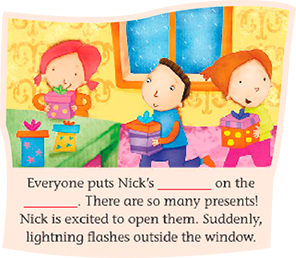 Everyone puts Nick's ________ on the
________. There are so many presents!
Nick is excited to open them. Suddenly,
lightning flashes outside the window.